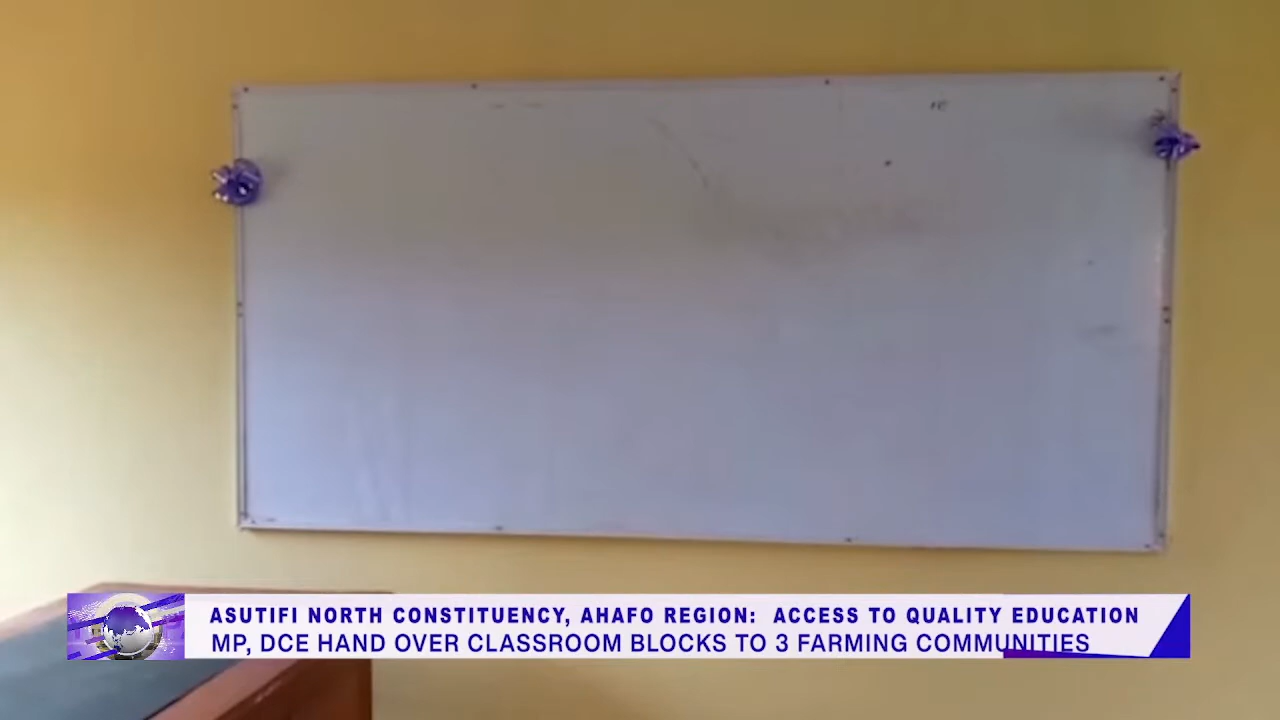 ASUTIFI NORTH CONSTITUENCY, AHAFO REGION: ACCESS TO QUALITY EDUCATION
MP, DCE HAND OVER CLASSROOM BLOCKS TO 3 FARMING COMMUNITIES